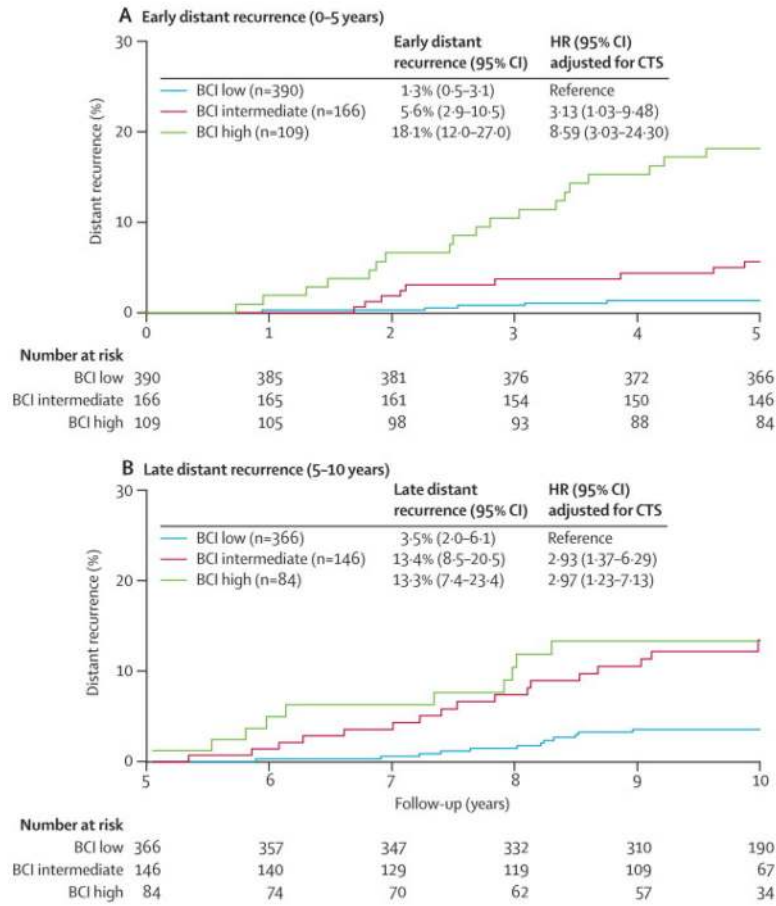 A Early distant recurrence (0–5 years)
30
20
10
0
Distant recurrence (%)
Early distant recurrence (95% CI) HR (95% CI) adjusted for CTS
BCI low (n=390) 1·3% (0·5–3·1) Reference
BCI intermediate (n=166) 5·6% (2·9–10·5) 3·13 (1·03–9·48)
BCI high (n=109) 18·1% (12·0–27·0) 8·59 (3·03–24·30)
0 1 2 3 4 5
Number at risk
BCI low 390 385 381 376 372 366
BCI intermediate 166 165 161 154 150 146
BCI high 109 105 98 93 88 84
B Late distant recurrence (5–10 years)
30
20
10
0
Distant recurrence (%)
Late distant recurrence (95% CI) HR (95% CI) adjusted for CTS
BCI low (n=366) 3·5% (2·0–6·1) Reference
BCI intermediate (n=146) 13·4% (8·5–20·5) 2·93 (1·37–6·29)
BCI high (n=84) 13·3% (7·4–23·4) 2·97 (1·23–7·13)
5 6 7 8 9 10
Follow-up (years)
Number at risk
BCI low 366 357 347 332 310 190
BCI intermediate 146 140 129 119 109 67
BCI high 84 74 70 62 57 34